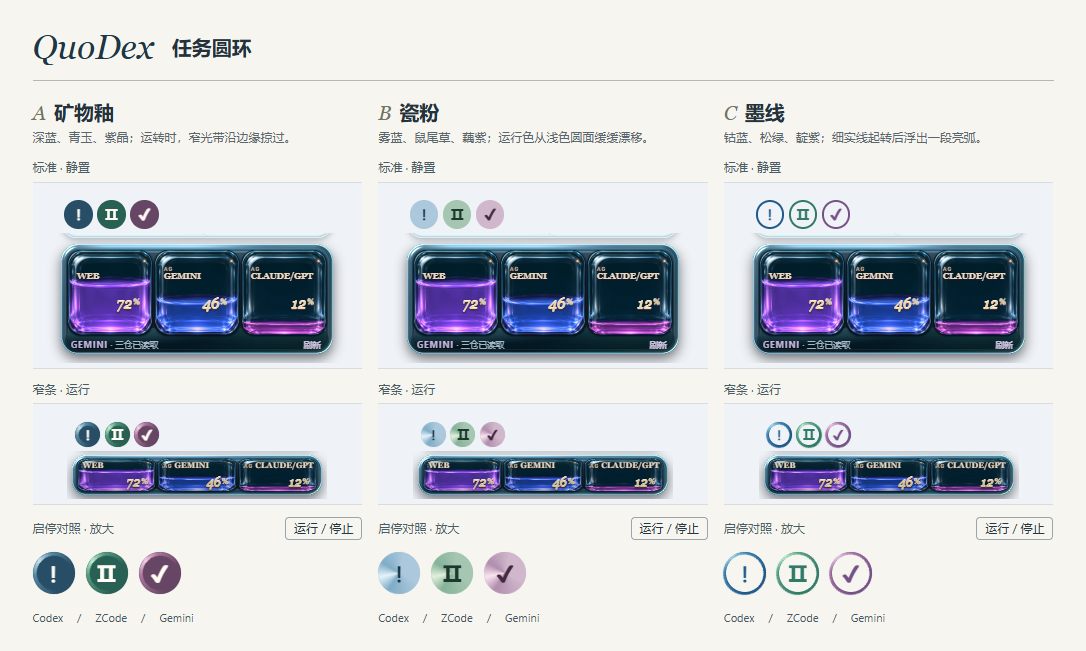 QuoDex 任务圆环
A 矿物釉
深蓝、青玉、紫晶；运转时，窄光带沿边缘掠过。
标准 · 静置
! II ✓
WEB
72%
AG
GEMINI
46%
AG
CLAUDE/GPT
12%
GEMINI · 三仓已读取 刷新
窄条 · 运行
! II ✓
WEB
72%
AG GEMINI
46%
AG CLAUDE/GPT
12%
启停对照 · 放大 运行 / 停止
! II ✓
Codex / ZCode / Gemini
B 瓷粉
雾蓝、鼠尾草、藕紫；运行色从浅色圆面缓缓漂移。
标准 · 静置
! II ✓
WEB
72%
AG
GEMINI
46%
AG
CLAUDE/GPT
12%
GEMINI · 三仓已读取 刷新
窄条 · 运行
! II ✓
WEB
72%
AG GEMINI
46%
AG CLAUDE/GPT
12%
启停对照 · 放大 运行 / 停止
! II ✓
Codex / ZCode / Gemini
C 墨线
钴蓝、松绿、靛紫；细实线起转后浮出一段亮弧。
标准 · 静置
! II ✓
WEB
72%
AG
GEMINI
46%
AG
CLAUDE/GPT
12%
GEMINI · 三仓已读取 刷新
窄条 · 运行
! II ✓
WEB
72%
AG GEMINI
46%
AG CLAUDE/GPT
12%
启停对照 · 放大 运行 / 停止
! II ✓
Codex / ZCode / Gemini